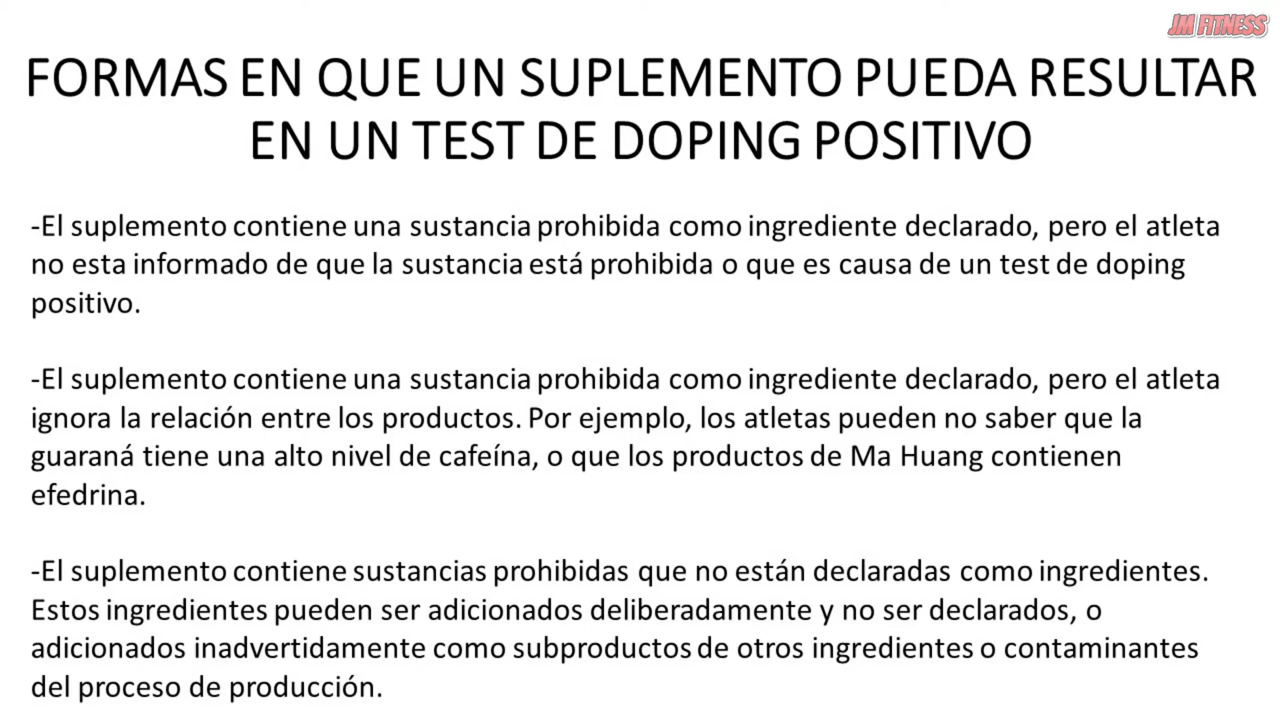 JM FITNESS
FORMAS EN QUE UN SUPLEMENTO PUEDA RESULTAR
EN UN TEST DE DOPING POSITIVO
-El suplemento contiene una sustancia prohibida como ingrediente declarado, pero el atleta
no esta informado de que la sustancia está prohibida o que es causa de un test de doping
positivo.
-El suplemento contiene una sustancia prohibida como ingrediente declarado, pero el atleta
ignora la relación entre los productos. Por ejemplo, los atletas pueden no saber que la
guaraná tiene una alto nivel de cafeína, o que los productos de Ma Huang contienen
efedrina.
-El suplemento contiene sustancias prohibidas que no están declaradas como ingredientes.
Estos ingredientes pueden ser adicionados deliberadamente y no ser declarados, o
adicionados inadvertidamente como subproductos de otros ingredientes o contaminantes
del proceso de producción.